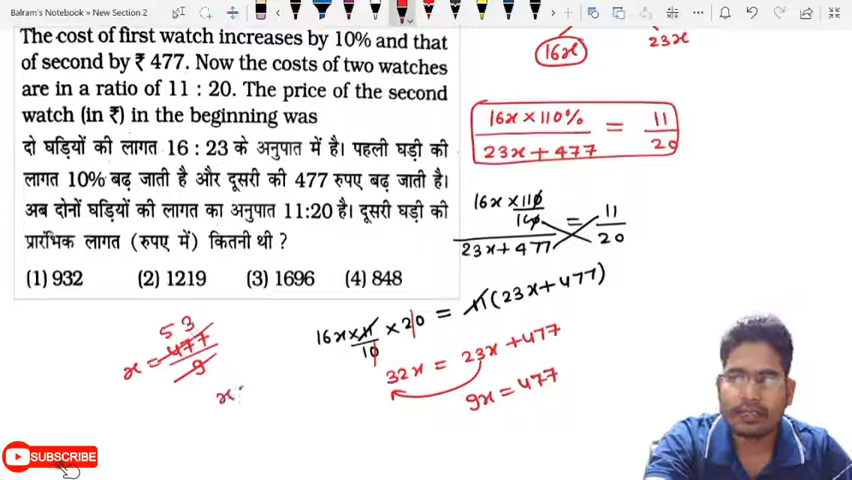 Balram's Notebook » New Section 2
The cost of first watch increases by 10% and that
of second by ₹ 477. Now the costs of two watches
are in a ratio of 11 : 20. The price of the second
watch (in ₹) in the beginning was
दो घड़ियों की लागत 16 : 23 के अनुपात में है। पहली घड़ी की
लागत 10% बढ़ जाती है और दूसरी की 477 रुपए बढ़ जाती है।
अब दोनों घड़ियों की लागत का अनुपात 11:20 है। दूसरी घड़ी की
प्रारंभिक लागत (रुपए में) कितनी थी ?
(1) 932 (2) 1219 (3) 1696 (4) 848
16x
23x
16x × 110% = 11
23x + 477 20
16x × 110
100
= 11
23x + 477 20
16x × 11 × 20 = 11 (23x + 477)
10
32x = 23x + 477
9x = 477
53
x = 477
9
x =
SUBSCRIBE